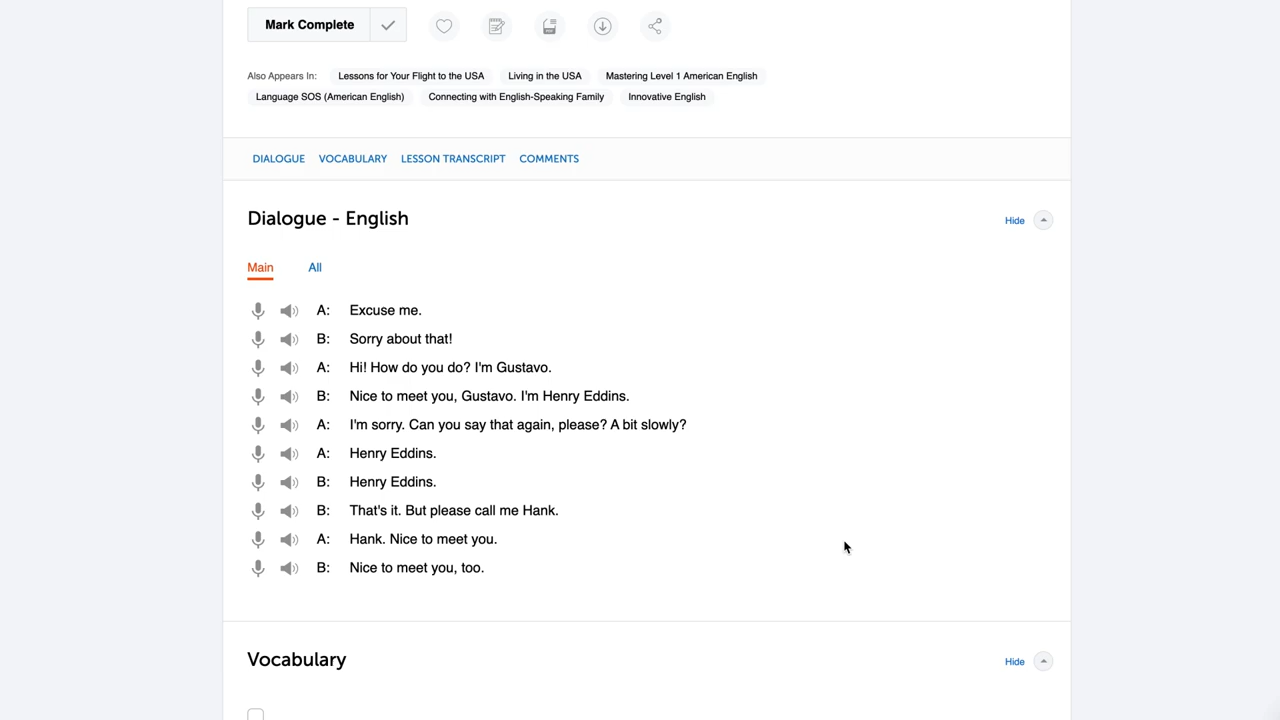 Mark Complete
Also Appears In: Lessons for Your Flight to the USA Living in the USA Mastering Level 1 American English
Language SOS (American English) Connecting with English-Speaking Family Innovative English
DIALOGUE VOCABULARY LESSON TRANSCRIPT COMMENTS
Dialogue - English Hide
Main All
A: Excuse me.
B: Sorry about that!
A: Hi! How do you do? I'm Gustavo.
B: Nice to meet you, Gustavo. I'm Henry Eddins.
A: I'm sorry. Can you say that again, please? A bit slowly?
A: Henry Eddins.
B: Henry Eddins.
B: That's it. But please call me Hank.
A: Hank. Nice to meet you.
B: Nice to meet you, too.
Vocabulary Hide